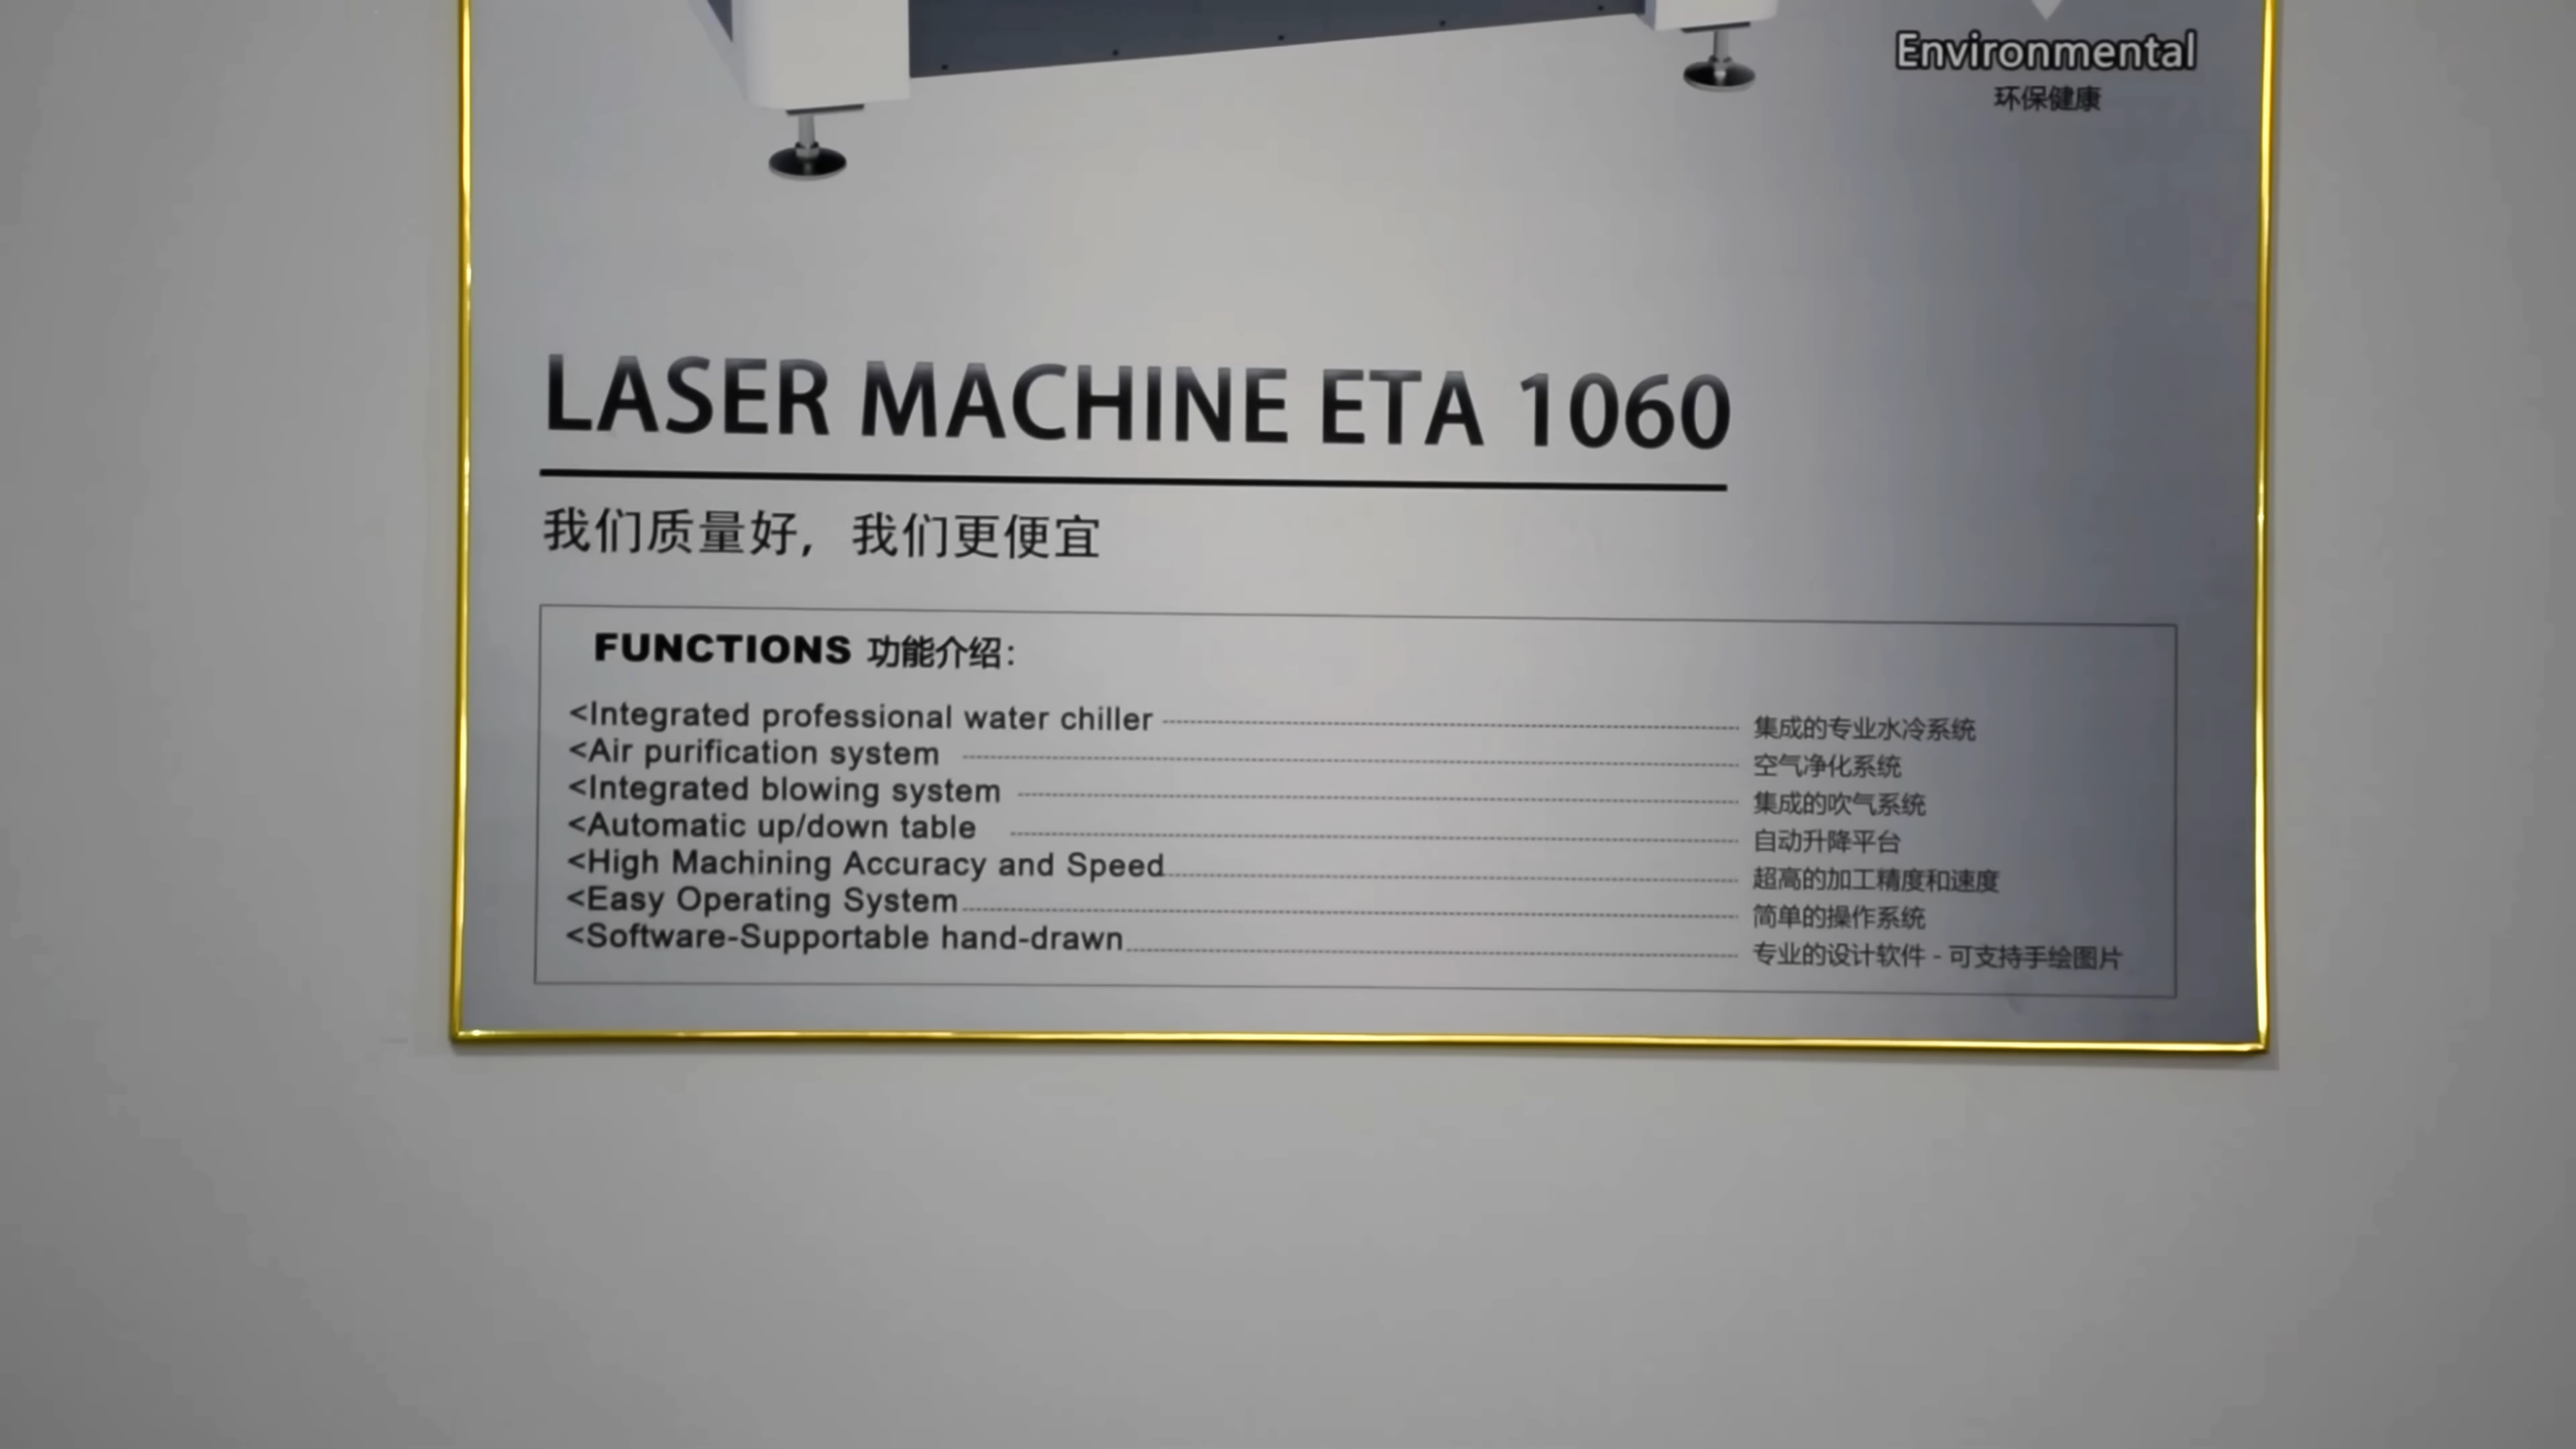 Environmental
环保健康
LASER MACHINE ETA 1060
我们质量好，我们更便宜
FUNCTIONS 功能介绍：
<Integrated professional water chiller 集成的专业水冷系统
<Air purification system 空气净化系统
<Integrated blowing system 集成的吹气系统
<Automatic up/down table 自动升降平台
<High Machining Accuracy and Speed 超高的加工精度和速度
<Easy Operating System 简单的操作系统
<Software-Supportable hand-drawn 专业的设计软件 - 可支持手绘图片